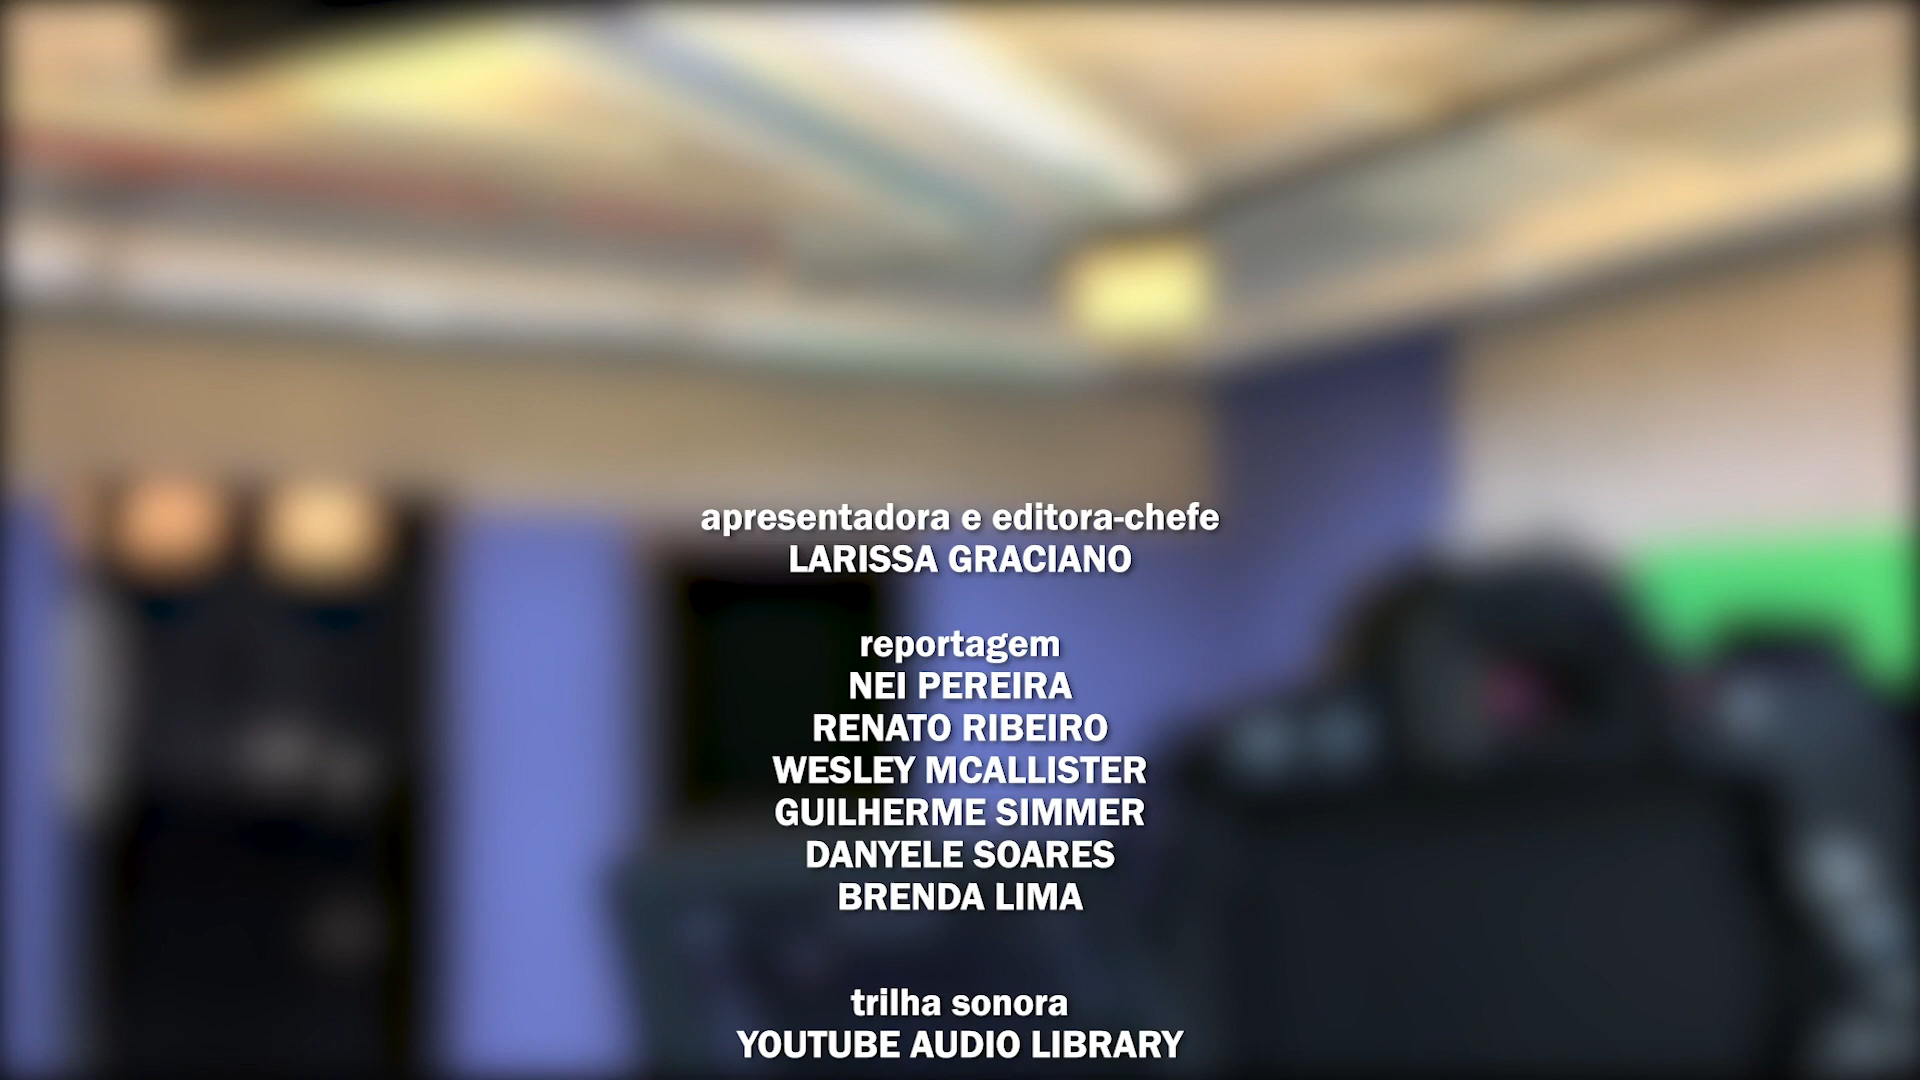 apresentadora e editora-chefe
LARISSA GRACIANO
reportagem
NEI PEREIRA
RENATO RIBEIRO
WESLEY MCALLISTER
GUILHERME SIMMER
DANYELE SOARES
BRENDA LIMA
trilha sonora
YOUTUBE AUDIO LIBRARY